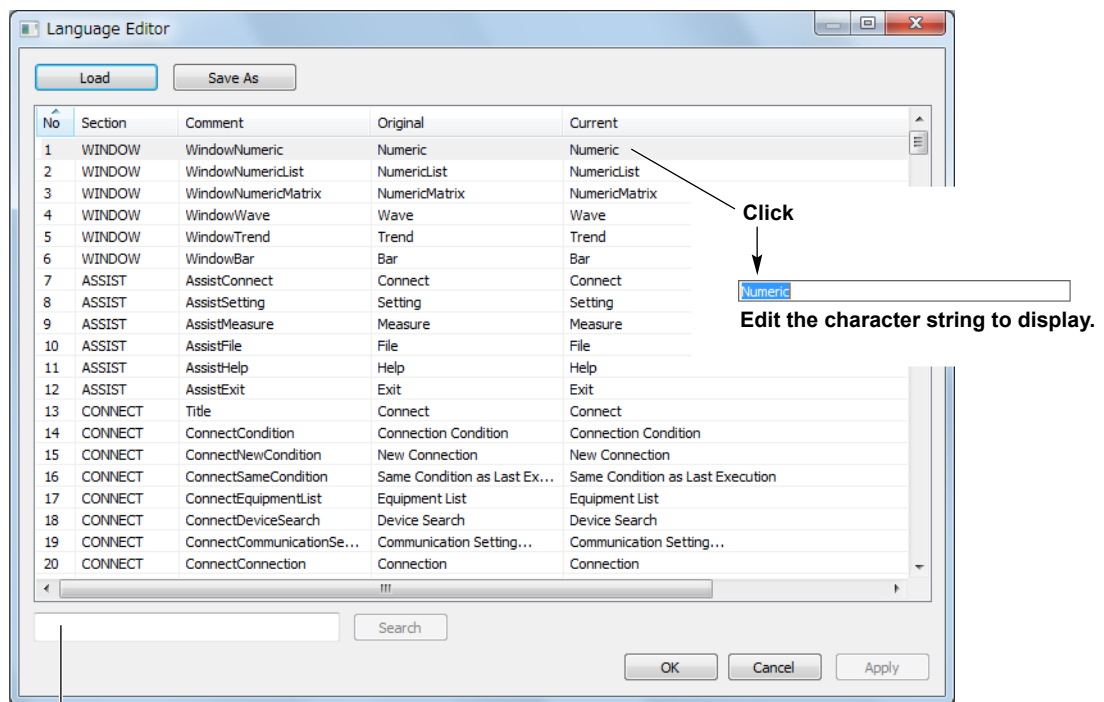 Language Editor
Load Save As
No Section Comment Original Current
1 WINDOW WindowNumeric Numeric Numeric
2 WINDOW WindowNumericList NumericList NumericList
3 WINDOW WindowNumericMatrix NumericMatrix NumericMatrix
4 WINDOW WindowWave Wave Wave
Click
5 WINDOW WindowTrend Trend Trend
6 WINDOW WindowBar Bar Bar
7 ASSIST AssistConnect Connect Connect
Numeric
8 ASSIST AssistSetting Setting Setting
9 ASSIST AssistMeasure Measure Measure
Edit the character string to display.
10 ASSIST AssistFile File File
11 ASSIST AssistHelp Help Help
12 ASSIST AssistExit Exit Exit
13 CONNECT Title Connect Connect
14 CONNECT ConnectCondition Connection Condition Connection Condition
15 CONNECT ConnectNewCondition New Connection New Connection
16 CONNECT ConnectSameCondition Same Condition as Last Ex... Same Condition as Last Execution
17 CONNECT ConnectEquipmentList Equipment List Equipment List
18 CONNECT ConnectDeviceSearch Device Search Device Search
19 CONNECT ConnectCommunicationSe... Communication Setting... Communication Setting...
20 CONNECT ConnectConnection Connection Connection
Search
OK Cancel Apply